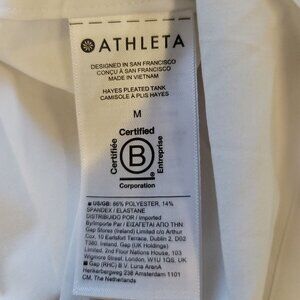 ATHLETA
DESIGNED IN SAN FRANCISCO
CONÇU À SAN FRANCISCO
MADE IN VIETNAM
HAYES PLEATED TANK
CAMISOLE À PLIS HAYES
M
Certified
Certifiée
B
Entreprise
Corporation
US/GB: 86% POLYESTER, 14%
SPANDEX / ELASTANE
DISTRIBUTED FOR / Imported
by/Importe Par / ΕΙΣΑΓΕΤΑΙ ΑΠΟ ΤΗΝ
Gap Stores (Ireland) Limited c/o Arthur
Cox, 10 Earlsfort Terrace, Dublin 2, D02
T380, Ireland, Gap (UK Holdings)
Limited, 2nd Floor Nations House, 103
Wigmore Street, London, W1U 1QS, UK
Gap (RHC) B.V. Luna ArenA
Herikerbergweg 238 Amsterdam 1101
CM, The Netherlands